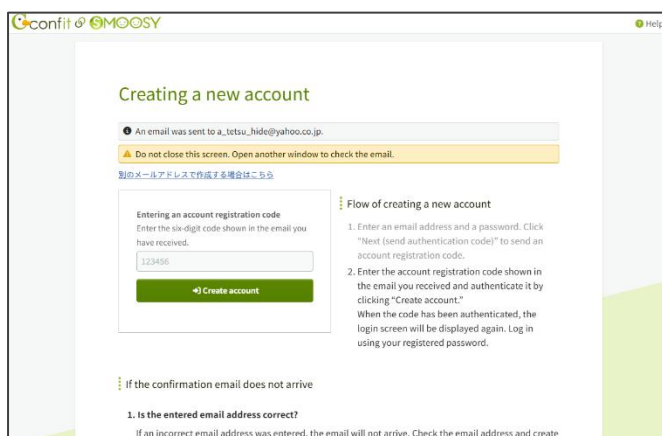 confit & SMOOSY
Help
Creating a new account
An email was sent to a_tetsu_hide@yahoo.co.jp.
Do not close this screen. Open another window to check the email.
別のメールアドレスで作成する場合はこちら
Entering an account registration code
Enter the six-digit code shown in the email you
have received.
123456
Create account
Flow of creating a new account
1. Enter an email address and a password. Click
"Next (send authentication code)" to send an
account registration code.
2. Enter the account registration code shown in
the email you received and authenticate it by
clicking "Create account."
When the code has been authenticated, the
login screen will be displayed again. Log in
using your registered password.
If the confirmation email does not arrive
1. Is the entered email address correct?
If an incorrect email address was entered, the email will not arrive. Check the email address and create